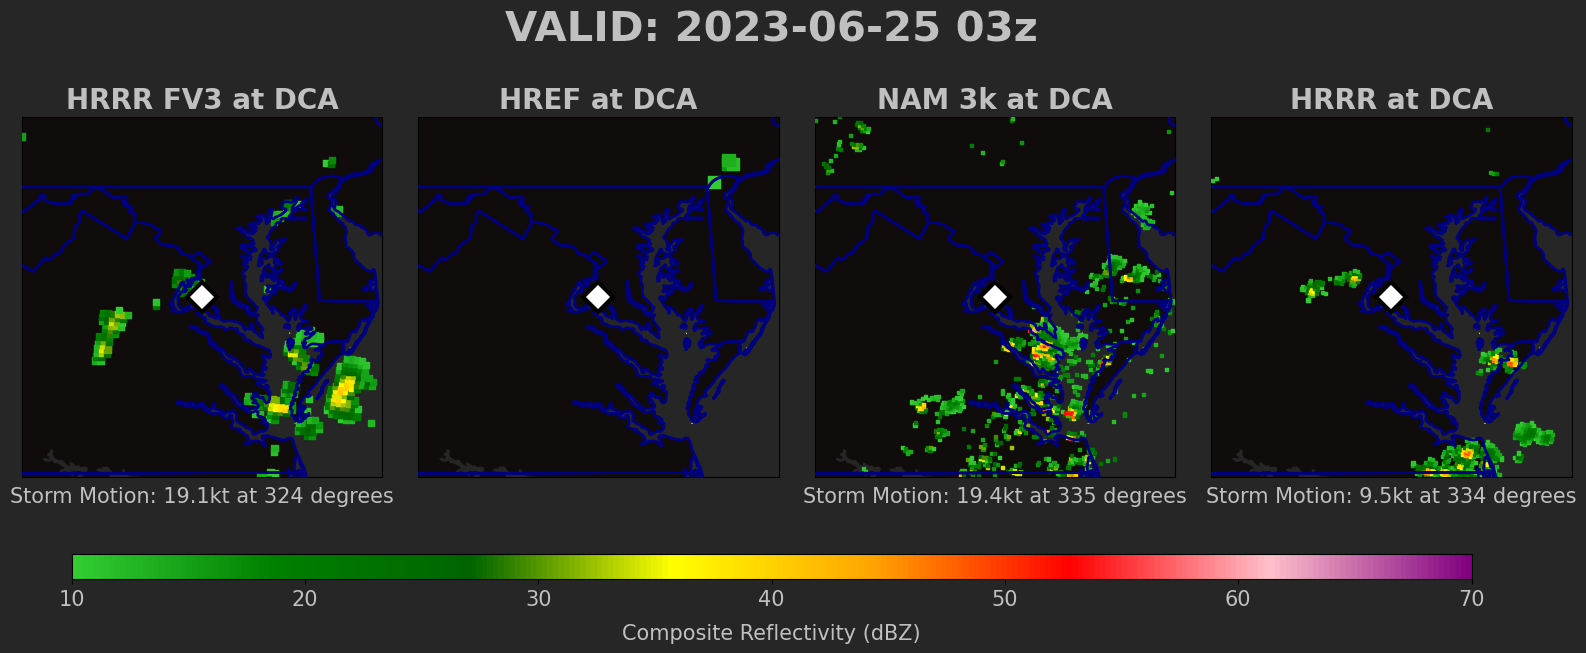 VALID: 2023-06-25 03z
HRRR FV3 at DCA
HREF at DCA
NAM 3k at DCA
HRRR at DCA
Storm Motion: 19.1kt at 324 degrees
Storm Motion: 19.4kt at 335 degrees
Storm Motion: 9.5kt at 334 degrees
10 20 30 40 50 60 70
Composite Reflectivity (dBZ)